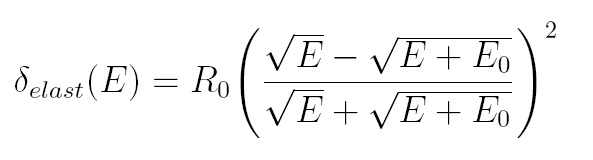 δ_{elast}(E) = R_0 \left( \frac{\sqrt{E} - \sqrt{E + E_0}}{\sqrt{E} + \sqrt{E + E_0}} \right)^2